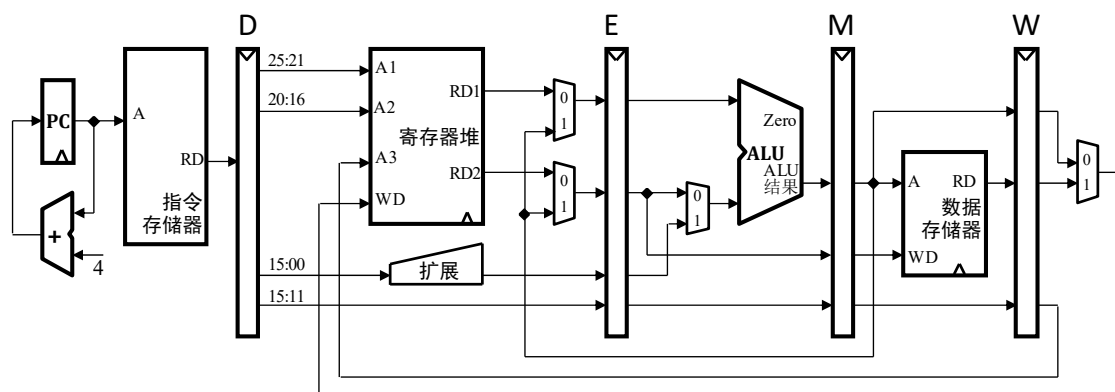 D
E
M
W
25:21
20:16
15:00
15:11
PC
+
4
A
RD
指令
存储器
A1
A2
A3
WD
RD1
RD2
寄存器堆
扩展
0
1
0
1
0
1
Zero
ALU
ALU
结果
A
RD
数据
存储器
WD
0
1